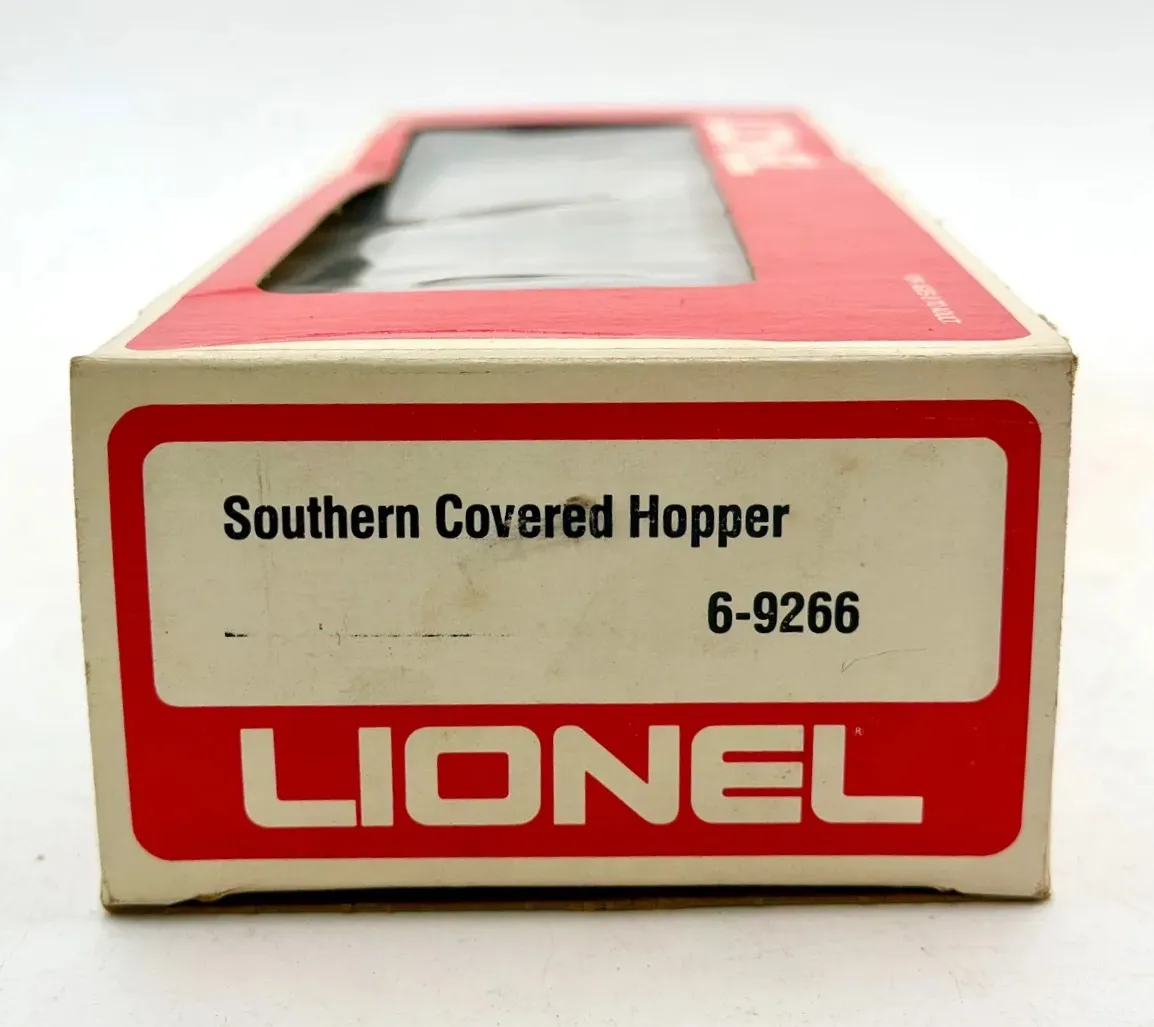 Southern Covered Hopper
6-9266
LIONEL®